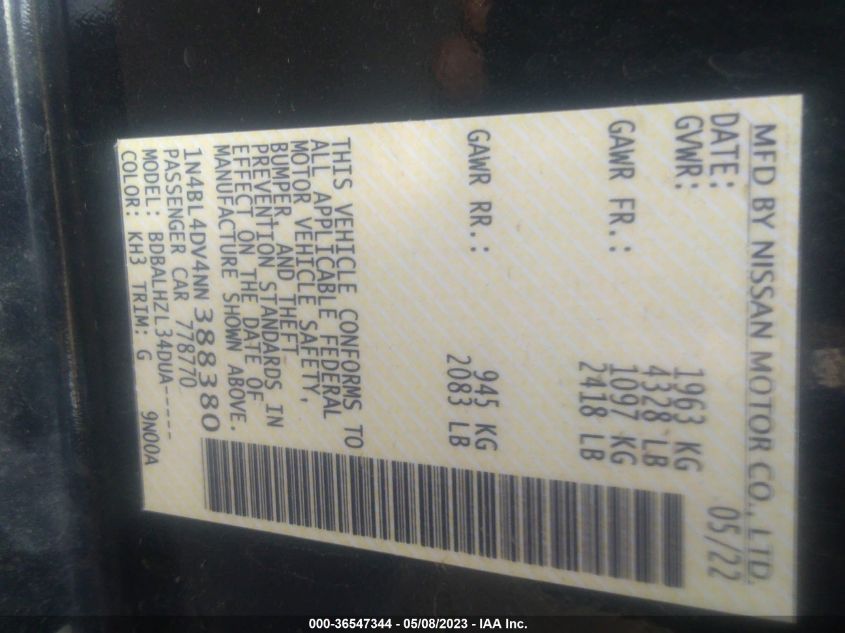 MFD BY NISSAN MOTOR CO., LTD.
DATE: 05/22
GVWR: 1963 KG
4328 LB
GAWR FR.: 1097 KG
2418 LB
GAWR RR.: 945 KG
2083 LB
THIS VEHICLE CONFORMS TO
ALL APPLICABLE FEDERAL
MOTOR VEHICLE SAFETY,
BUMPER, AND THEFT
PREVENTION STANDARDS IN
EFFECT ON THE DATE OF
MANUFACTURE SHOWN ABOVE.
1N4BL4DV4NN388380
PASSENGER CAR 778770
MODEL: BDBALHZL34DUA-----
COLOR: KH3 TRIM: G 9N00A
000-36547344 - 05/08/2023 - IAA Inc.